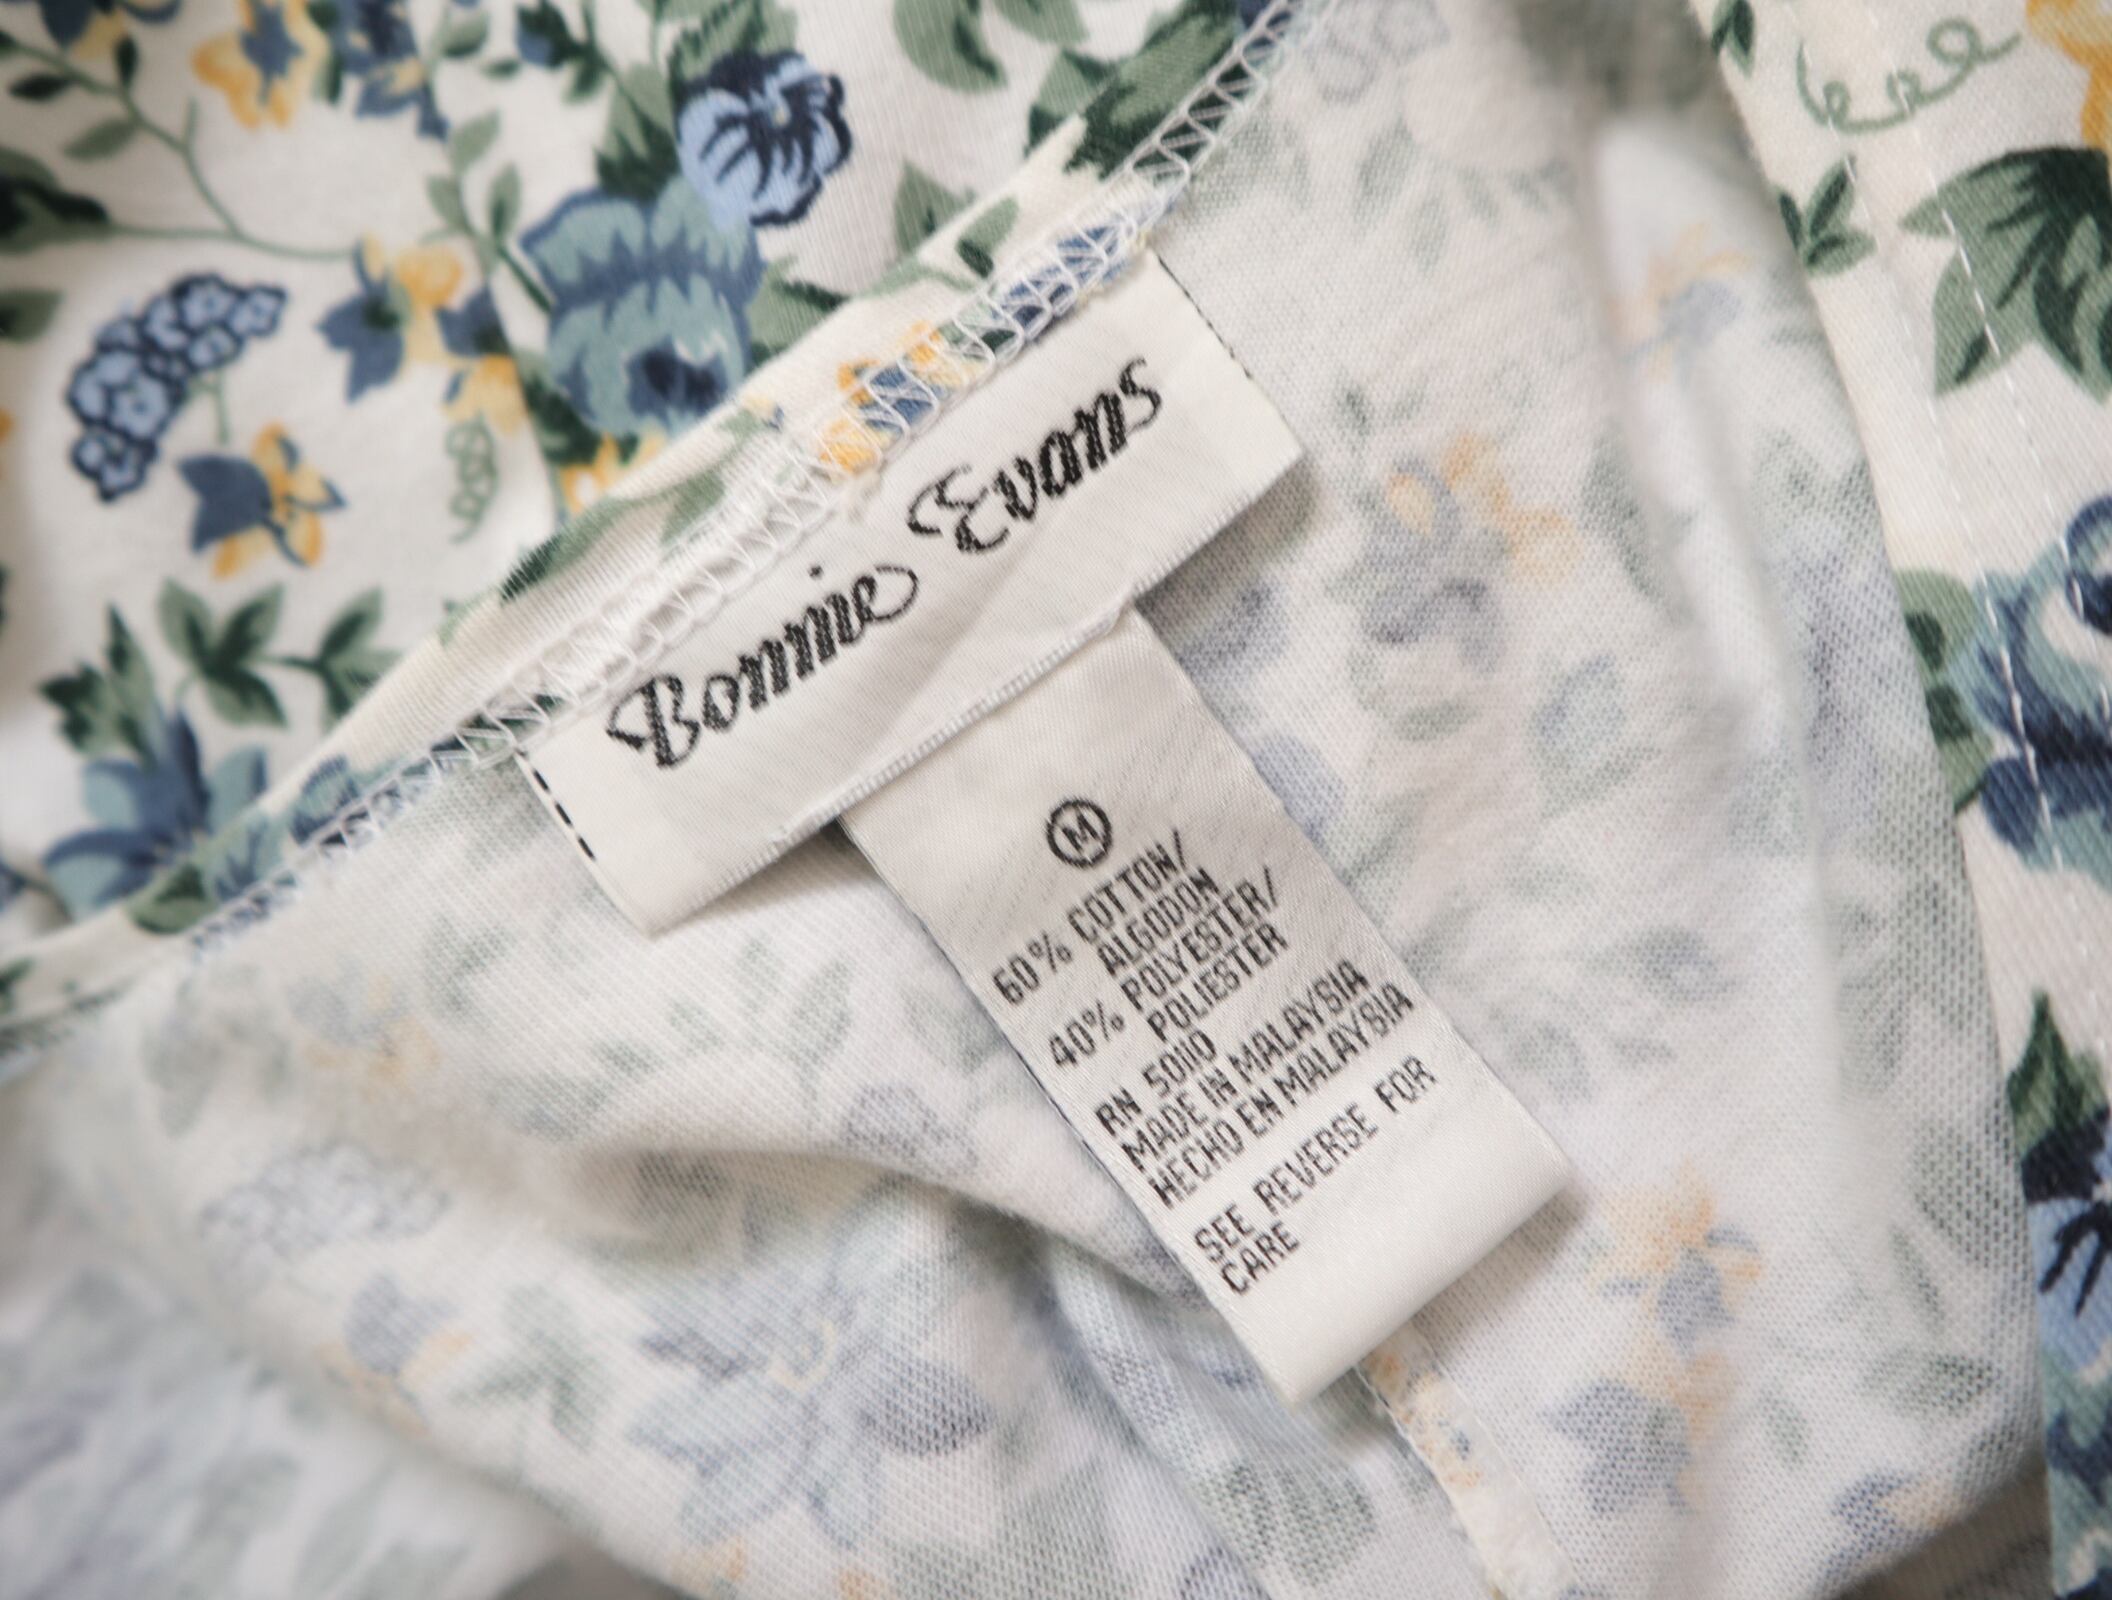 Bonnie Evans
M
60% COTTON/
ALGODON
40% POLYESTER/
POLIESTER
RN 50110
MADE IN MALAYSIA
HECHO EN MALAYSIA
SEE REVERSE FOR
CARE